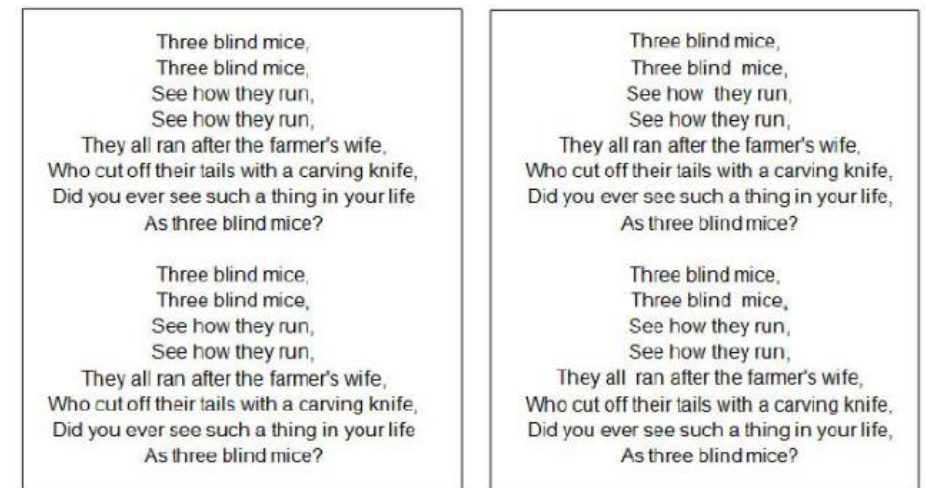 Three blind mice,
Three blind mice,
See how they run,
See how they run,
They all ran after the farmer's wife,
Who cut off their tails with a carving knife,
Did you ever see such a thing in your life
As three blind mice?
Three blind mice,
Three blind mice,
See how they run,
See how they run,
They all ran after the farmer's wife,
Who cut off their tails with a carving knife,
Did you ever see such a thing in your life
As three blind mice?
Three blind mice,
Three blind  mice,
See how  they run,
See how they run,
They all ran after the farmer's wife,
Who cut off their tails with a carving knife,
Did you ever see such a thing in your life,
As three blind mice?
Three blind mice,
Three blind  mice,
See how they run,
See how they run,
They all  ran after the farmer's wife,
Who cut off their tails with a carving knife,
Did you ever see such a thing in your life,
As three blind mice?